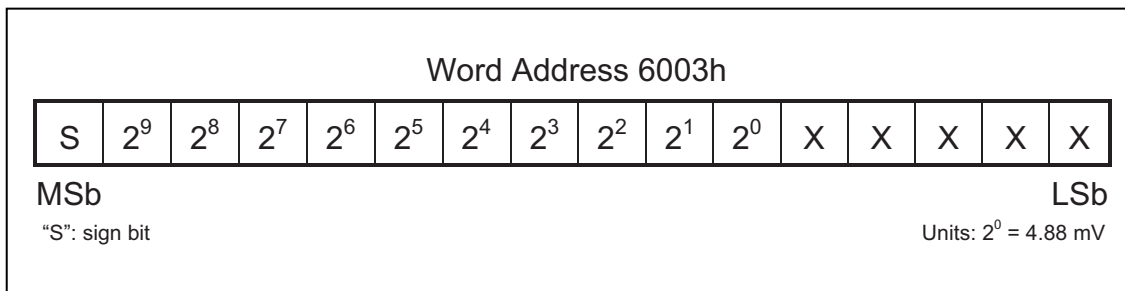 Word Address 6003h
S 2⁹ 2⁸ 2⁷ 2⁶ 2⁵ 2⁴ 2³ 2² 2¹ 2⁰ X X X X X
MSb LSb
“S”: sign bit Units: 2⁰ = 4.88 mV